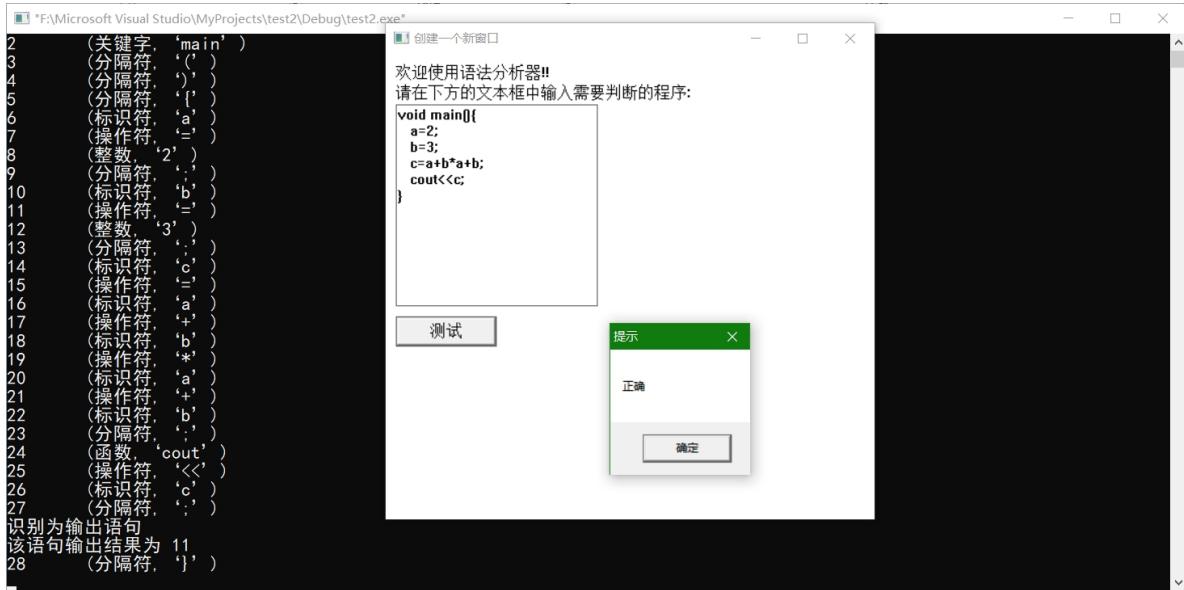 "F:\Microsoft Visual Studio\MyProjects\test2\Debug\test2.exe"
2 (关键字, ‘main’ )
3 (分隔符, ‘(’ )
4 (分隔符, ‘)’ )
5 (分隔符, ‘{’ )
6 (标识符, ‘a’ )
7 (操作符, ‘=’ )
8 (整数, ‘2’ )
9 (分隔符, ‘;’ )
10 (标识符, ‘b’ )
11 (操作符, ‘=’ )
12 (整数, ‘3’ )
13 (分隔符, ‘;’ )
14 (标识符, ‘c’ )
15 (操作符, ‘=’ )
16 (标识符, ‘a’ )
17 (操作符, ‘+’ )
18 (标识符, ‘b’ )
19 (操作符, ‘*’ )
20 (标识符, ‘a’ )
21 (操作符, ‘+’ )
22 (标识符, ‘b’ )
23 (分隔符, ‘;’ )
24 (函数, ‘cout’ )
25 (操作符, ‘<<’ )
26 (标识符, ‘c’ )
27 (分隔符, ‘;’ )
识别为输出语句
该语句输出结果为 11
28 (分隔符, ‘}’ )
创建一个新窗口
欢迎使用语法分析器!!
请在下方的文本框中输入需要判断的程序:
void main(){
a=2;
b=3;
c=a+b*a+b;
cout<<c;
}
测试
提示
正确
确定